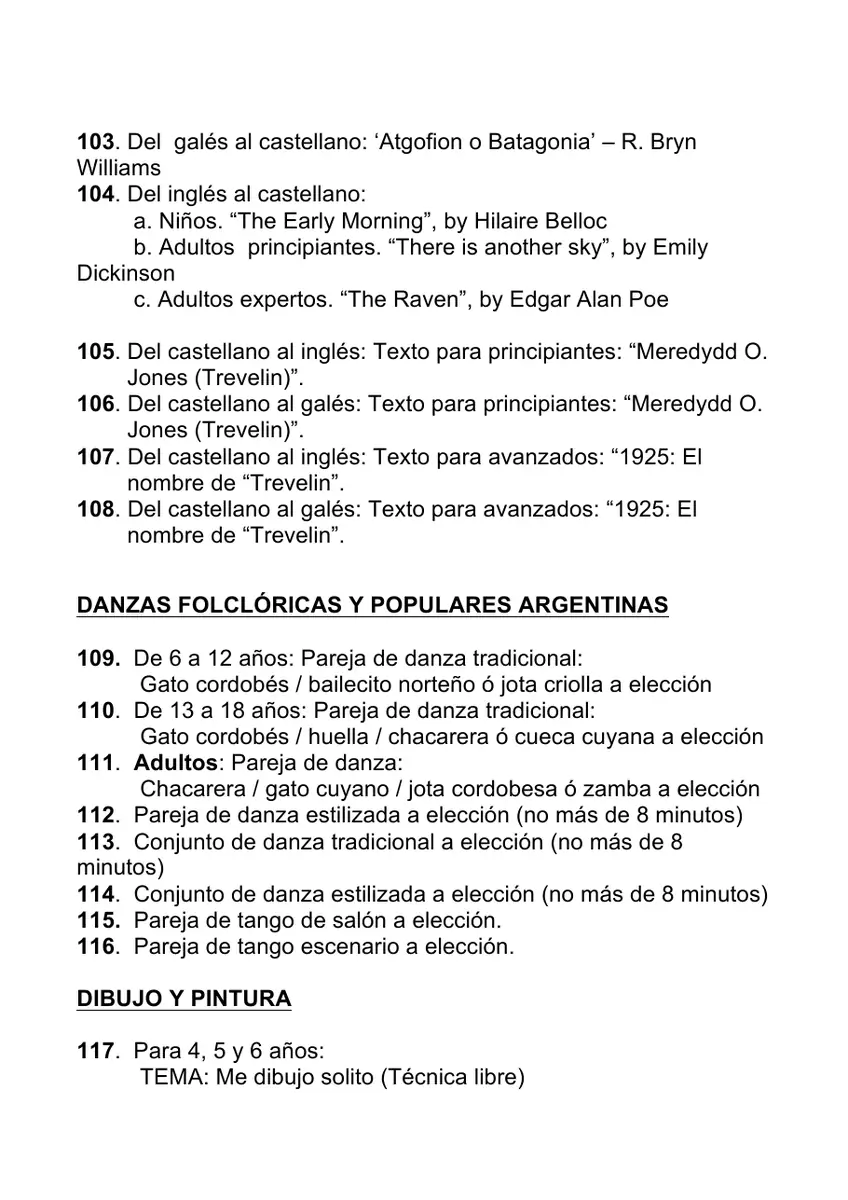 103. Del  galés al castellano: ‘Atgofion o Batagonia’ – R. Bryn
Williams
104. Del inglés al castellano:
a. Niños. “The Early Morning”, by Hilaire Belloc
b. Adultos  principiantes. “There is another sky”, by Emily
Dickinson
c. Adultos expertos. “The Raven”, by Edgar Alan Poe
105. Del castellano al inglés: Texto para principiantes: “Meredydd O.
Jones (Trevelin)”.
106. Del castellano al galés: Texto para principiantes: “Meredydd O.
Jones (Trevelin)”.
107. Del castellano al inglés: Texto para avanzados: “1925: El
nombre de “Trevelin”.
108. Del castellano al galés: Texto para avanzados: “1925: El
nombre de “Trevelin”.
DANZAS FOLCLÓRICAS Y POPULARES ARGENTINAS
109.  De 6 a 12 años: Pareja de danza tradicional:
Gato cordobés / bailecito norteño ó jota criolla a elección
110.  De 13 a 18 años: Pareja de danza tradicional:
Gato cordobés / huella / chacarera ó cueca cuyana a elección
111.  Adultos: Pareja de danza:
Chacarera / gato cuyano / jota cordobesa ó zamba a elección
112.  Pareja de danza estilizada a elección (no más de 8 minutos)
113.  Conjunto de danza tradicional a elección (no más de 8
minutos)
114.  Conjunto de danza estilizada a elección (no más de 8 minutos)
115.  Pareja de tango de salón a elección.
116.  Pareja de tango escenario a elección.
DIBUJO Y PINTURA
117.  Para 4, 5 y 6 años:
TEMA: Me dibujo solito (Técnica libre)